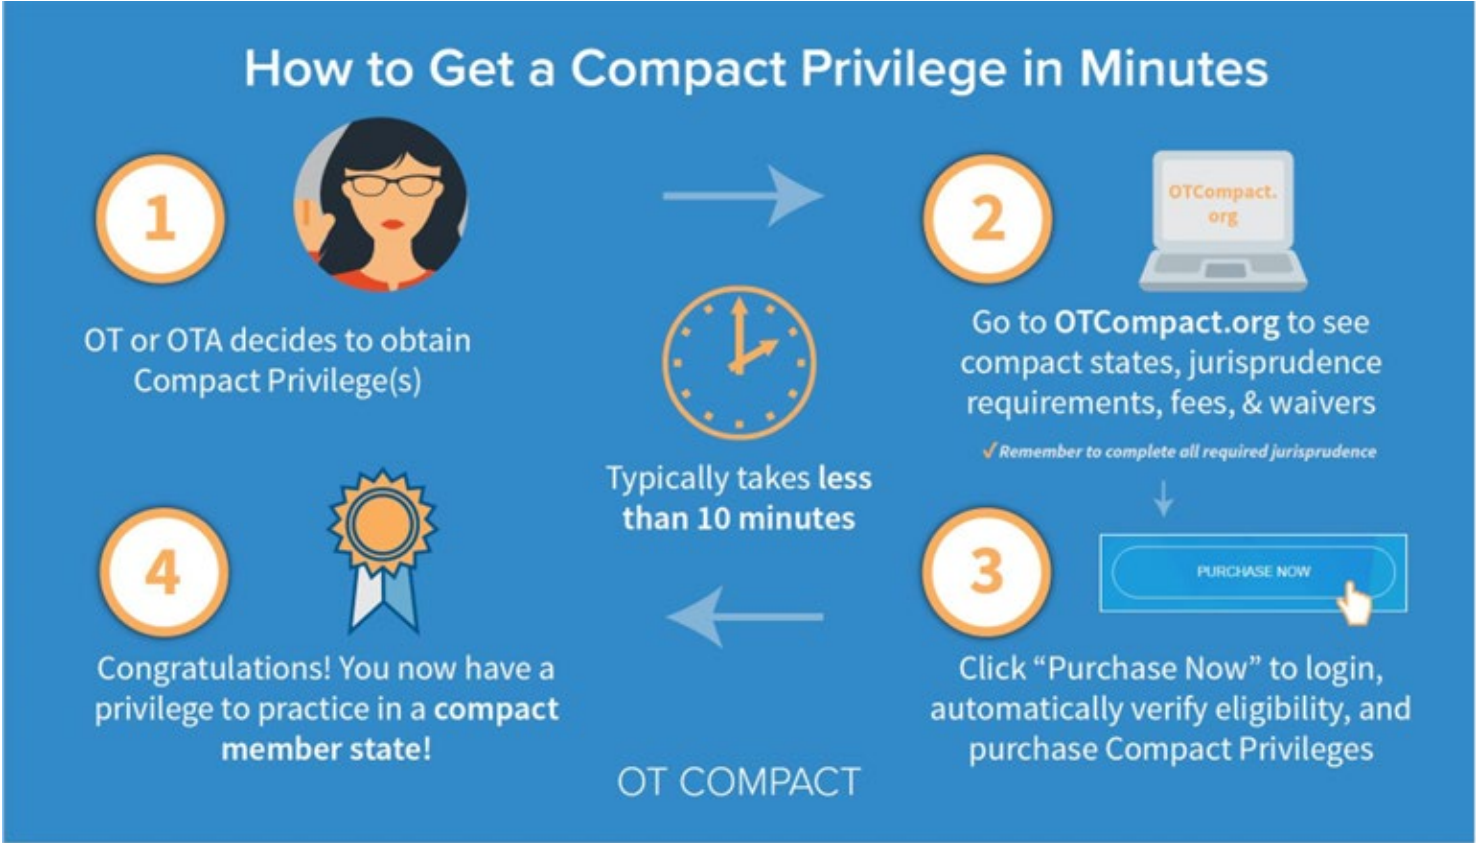 How to Get a Compact Privilege in Minutes
1
OT or OTA decides to obtain
Compact Privilege(s)
2
OTCompact.
org
Go to OTCompact.org to see
compact states, jurisprudence
requirements, fees, & waivers
✓Remember to complete all required jurisprudence
Typically takes less
than 10 minutes
3
PURCHASE NOW
Click “Purchase Now” to login,
automatically verify eligibility, and
purchase Compact Privileges
4
Congratulations! You now have a
privilege to practice in a compact
member state!
OT COMPACT